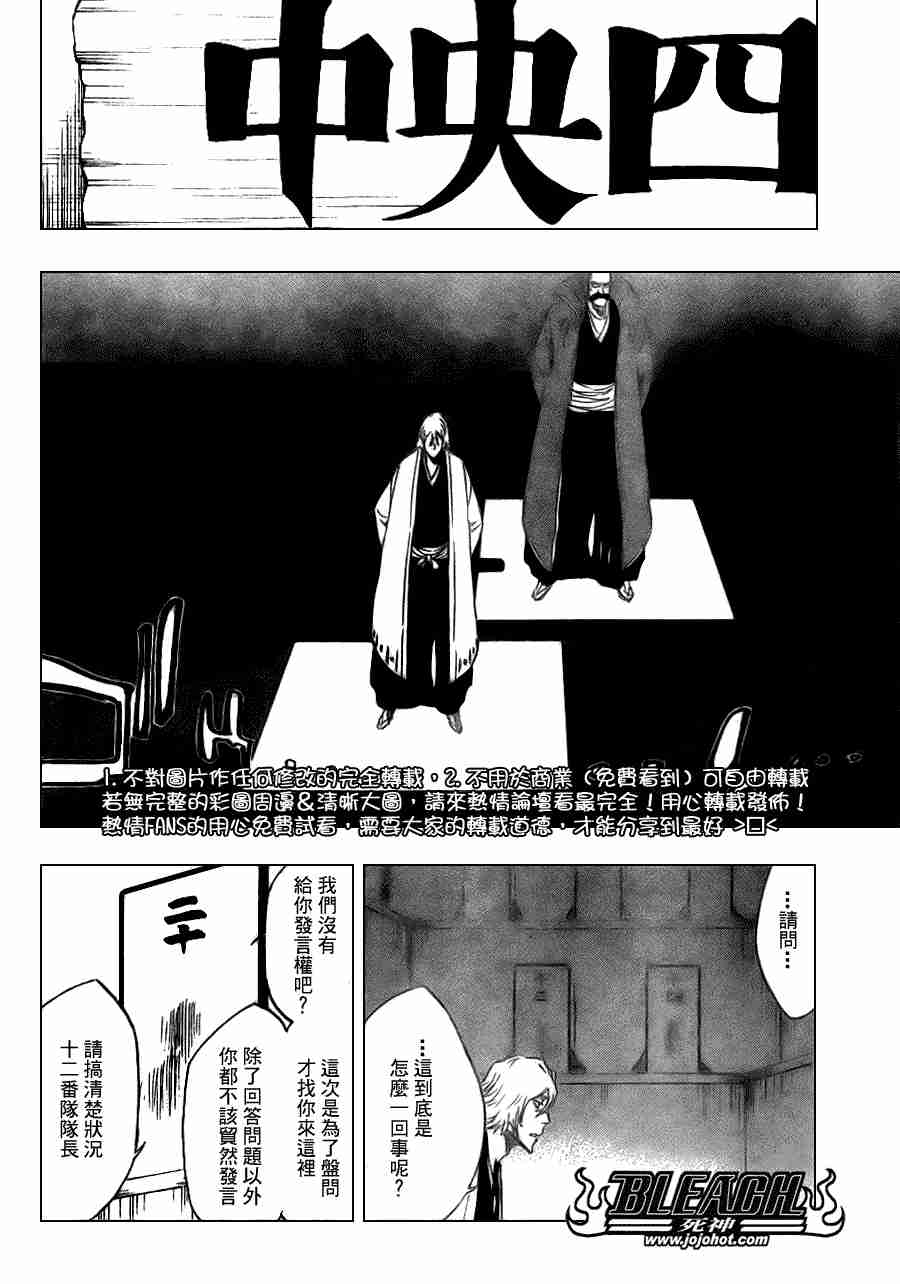 中央四
1. 不對圖片作任何修改的完全轉載，2. 不用於商業（免費看到）可自由轉載
若無完整的彩圖周漫＆清晰大圖，請來熱情論壇看最完全！用心轉載發佈！
熱情FANS的用心免費試看，需要大家的轉載道德，才能分享到最好 >口<
…請問…
…這到底是
怎麼一回事呢？
我們沒有
給你發言權吧？
這次是為了盤問
才找你來這裡
除了回答問題以外
你都不該貿然發言
二十
請搞清楚狀況
十二番隊隊長
BLEACH
死神
www.jojohot.com